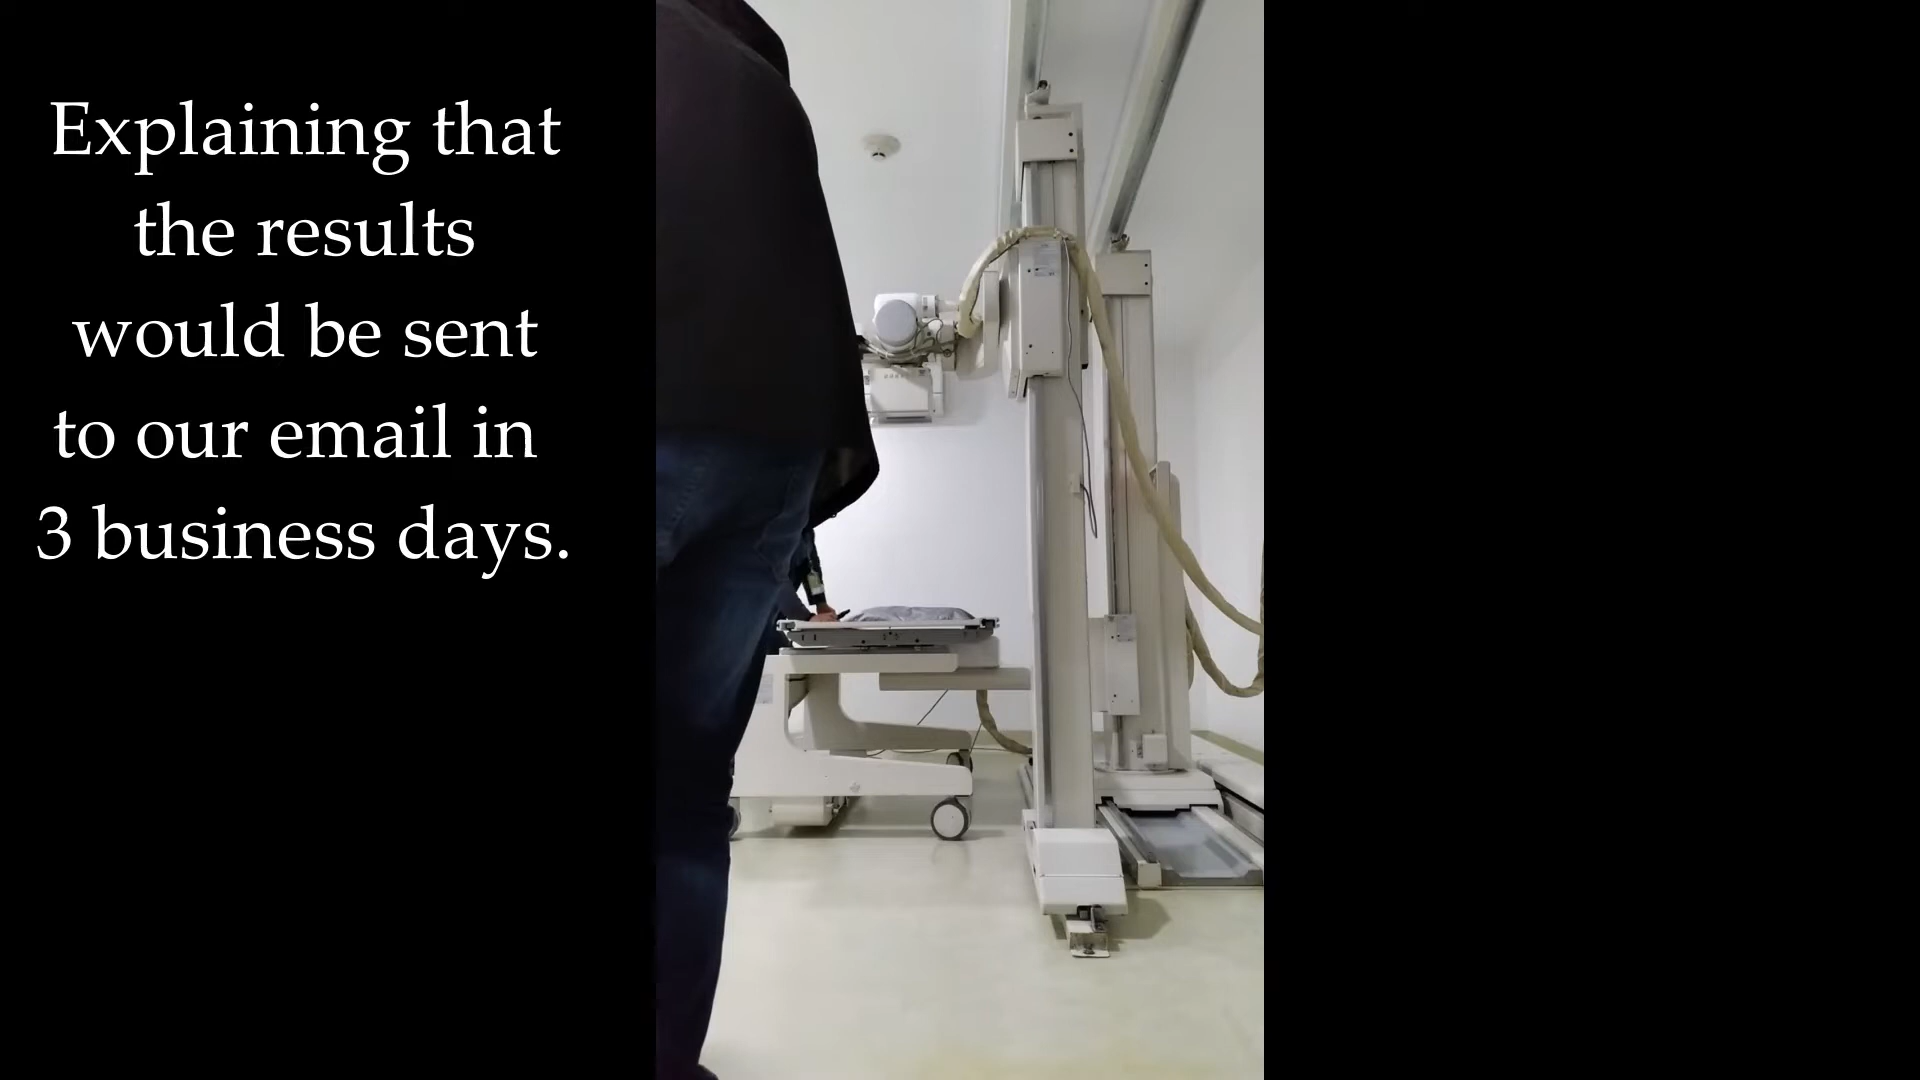 Explaining that
the results
would be sent
to our email in
3 business days.